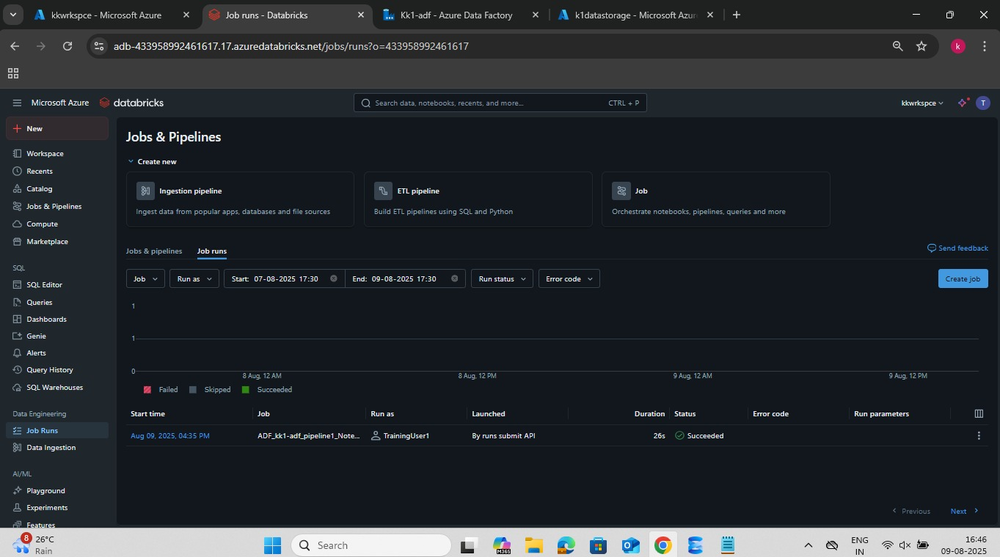 kkwrkspce - Microsoft Azure
Job runs - Databricks
Kk1-adf - Azure Data Factory
k1datastorage - Microsoft Azur
adb-433958992461617.17.azuredatabricks.net/jobs/runs?o=433958992461617
k
Microsoft Azure
databricks
Search data, notebooks, recents, and more...
CTRL + P
kkwrkspce
T
New
Workspace
Recents
Catalog
Jobs & Pipelines
Compute
Marketplace
SQL
SQL Editor
Queries
Dashboards
Genie
Alerts
Query History
SQL Warehouses
Data Engineering
Job Runs
Data Ingestion
AI/ML
Playground
Experiments
Features
Jobs & Pipelines
Create new
Ingestion pipeline
Ingest data from popular apps, databases and file sources
ETL pipeline
Build ETL pipelines using SQL and Python
Job
Orchestrate notebooks, pipelines, queries and more
Jobs & pipelines
Job runs
Send feedback
Job
Run as
Start: 07-08-2025 17:30
End: 09-08-2025 17:30
Run status
Error code
Create job
1
1
0
8 Aug, 12 AM
8 Aug, 12 PM
9 Aug, 12 AM
9 Aug, 12 PM
Failed
Skipped
Succeeded
Start time
Job
Run as
Launched
Duration
Status
Error code
Run parameters
Aug 09, 2025, 04:35 PM
ADF_kk1-adf_pipeline1_Note...
TrainingUser1
By runs submit API
26s
Succeeded
Previous
Next
8
26°C
Rain
Search
M365
ENG
IN
16:46
09-08-2025